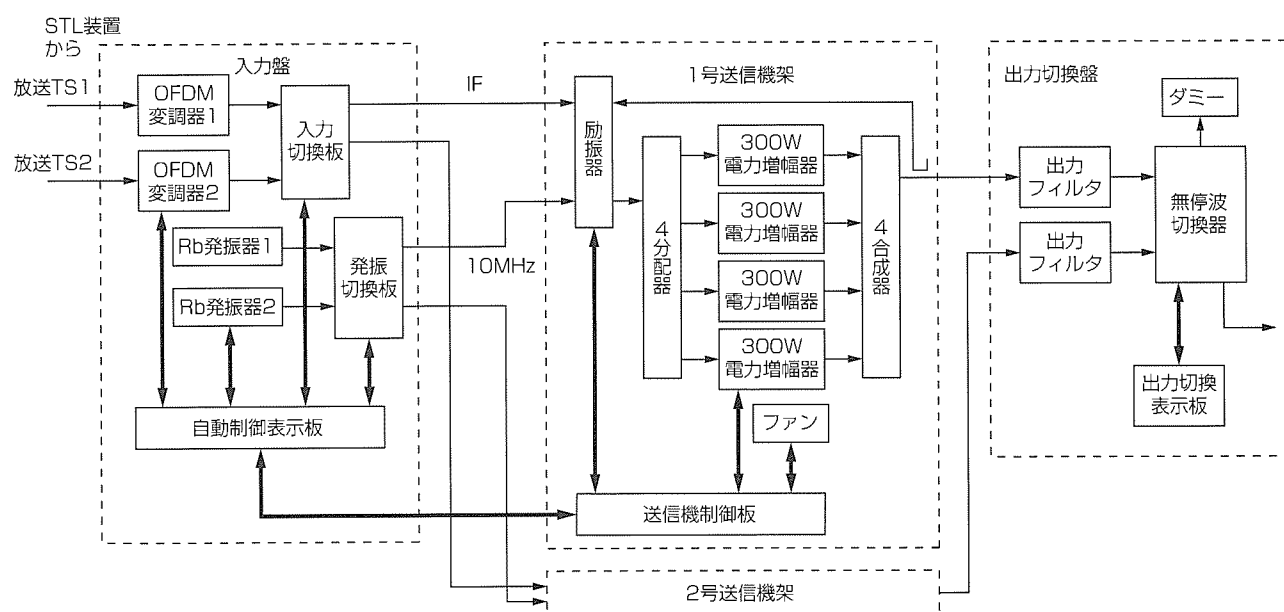 STL装置
から
放送TS1
放送TS2
入力盤
OFDM
変調器1
OFDM
変調器2
入力
切換板
Rb発振器1
Rb発振器2
発振
切換板
自動制御表示板
IF
10MHz
1号送信機架
励振器
4分配器
300W
電力増幅器
300W
電力増幅器
300W
電力増幅器
300W
電力増幅器
4合成器
ファン
送信機制御板
2号送信機架
出力切換盤
ダミー
出力
フィルタ
出力
フィルタ
無停波
切換器
出力切換
表示板